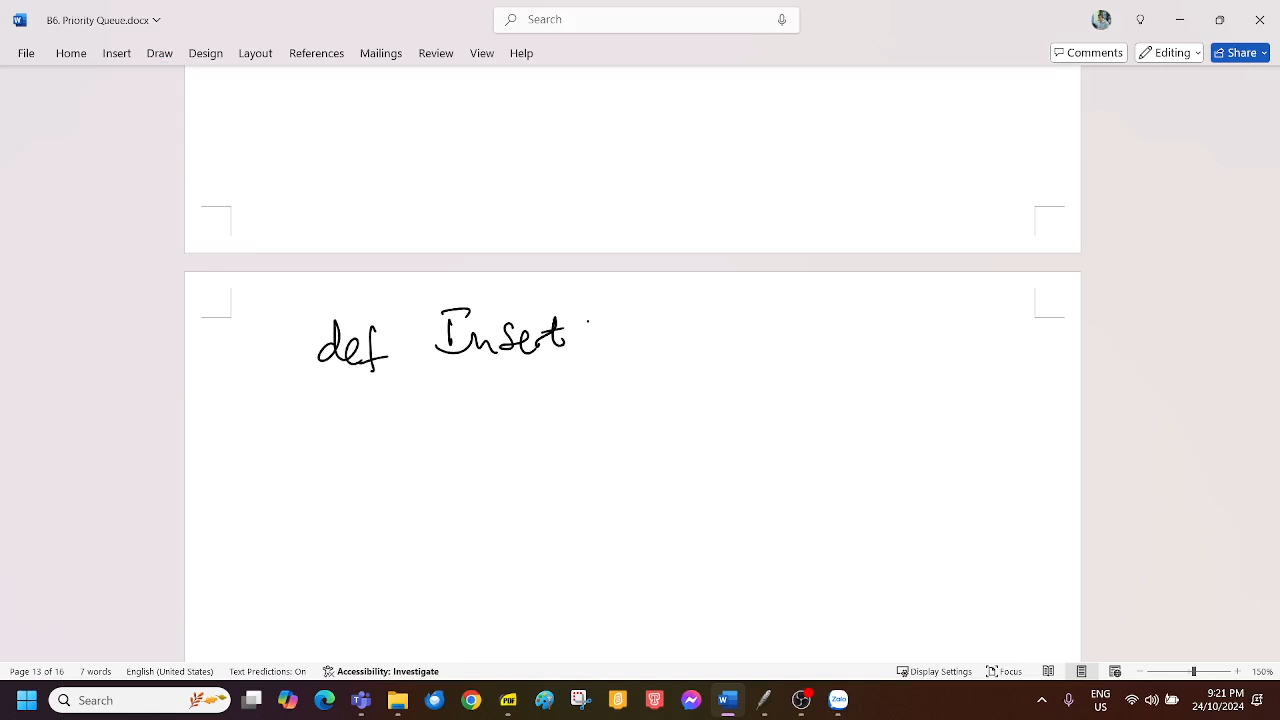 B6. Priority Queue.docx
Search
File Home Insert Draw Design Layout References Mailings Review View Help
Comments Editing Share
def Insert
Page 13 of 16 7 words English (United States) Text Predictions: On Accessibility: Investigate Display Settings Focus 150%
Search PDF Zalo ENG US 9:21 PM 24/10/2024